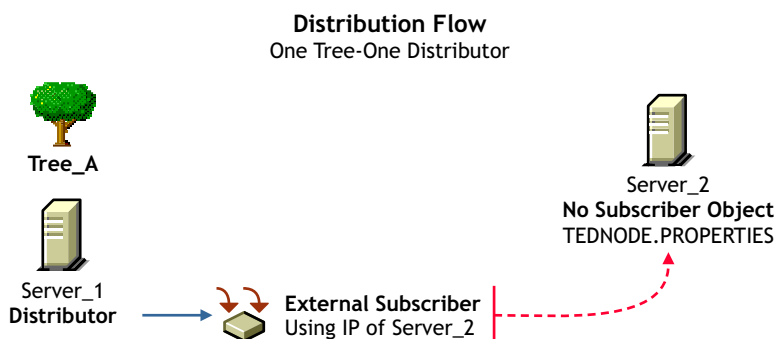 Distribution Flow
One Tree-One Distributor
Tree_A
Server_2
No Subscriber Object
TEDNODE.PROPERTIES
Server_1
Distributor
External Subscriber
Using IP of Server_2